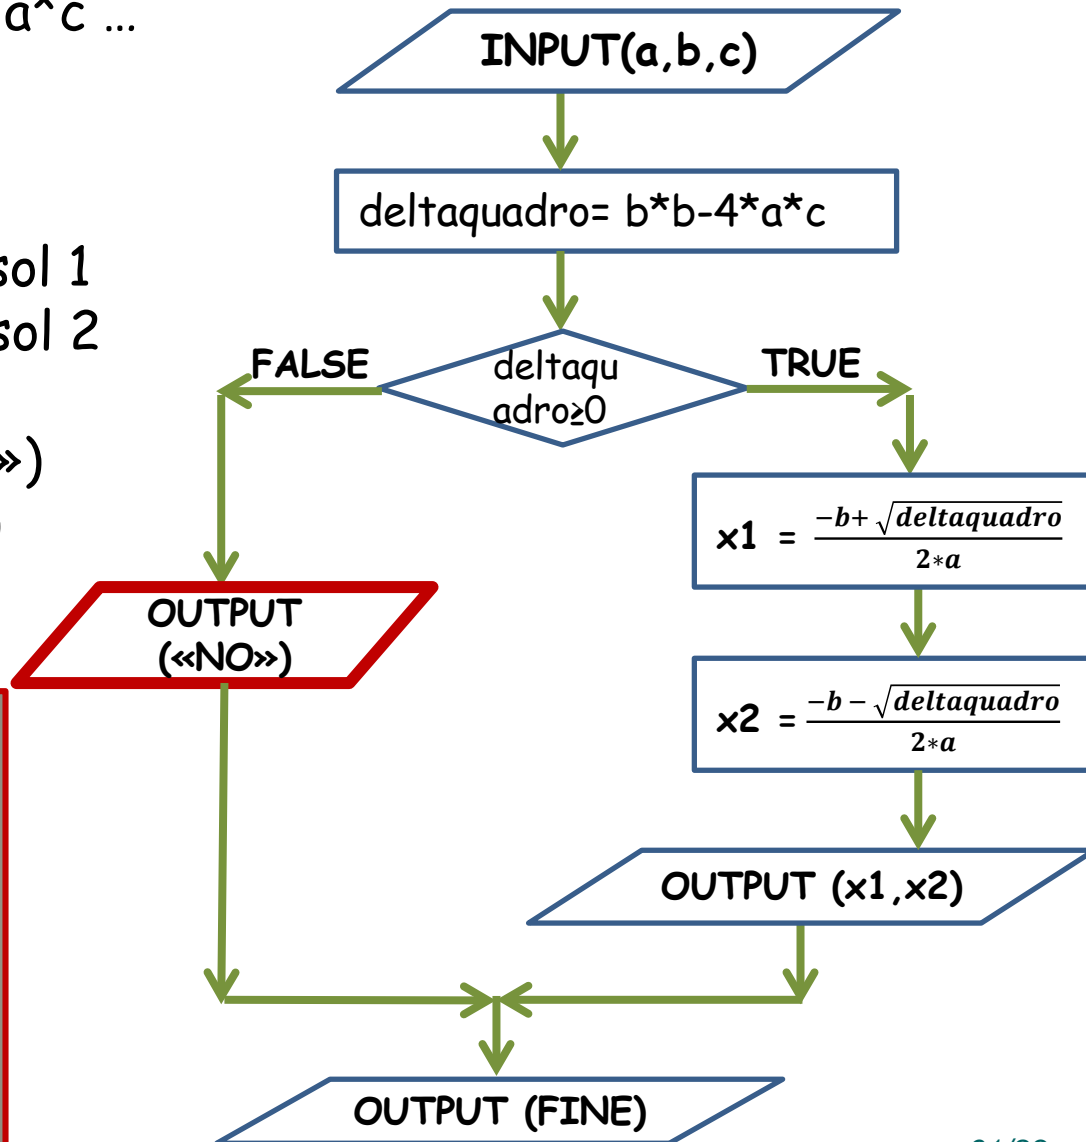 a*c ...
INPUT(a,b,c)
deltaquadro= b*b-4*a*c
sol 1
sol 2
FALSE
deltaqu
adro≥0
TRUE
»)
)
x1 = −b+ √deltaquadro
2∗a
OUTPUT
(«NO»)
x2 = −b − √deltaquadro
2∗a
OUTPUT (x1,x2)
OUTPUT (FINE)